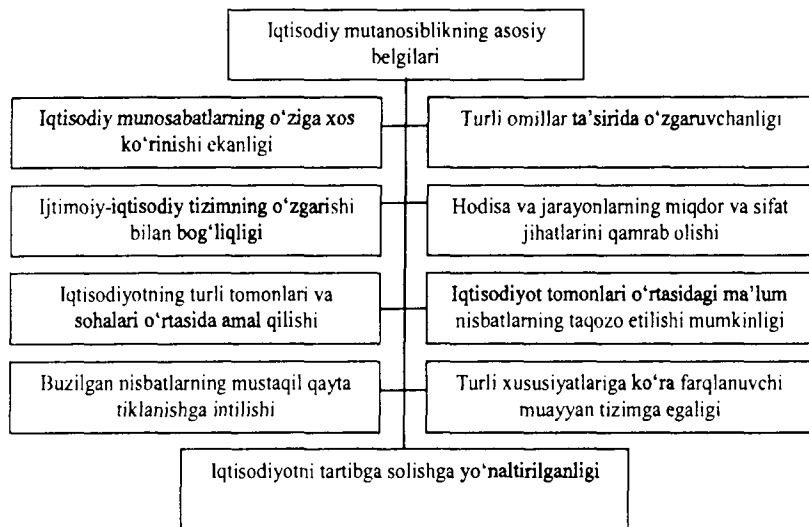 Iqtisodiy mutanosiblikning asosiy
belgilari
Iqtisodiy munosabatlarning o‘ziga xos
ko‘rinishi ekanligi
Turli omillar ta’sirida o‘zgaruvchanligi
Ijtimoiy-iqtisodiy tizimning o‘zgarishi
bilan bog‘liqligi
Hodisa va jarayonlarning miqdor va sifat
jihatlarini qamrab olishi
Iqtisodiyotning turli tomonlari va
sohalari o‘rtasida amal qilishi
Iqtisodiyot tomonlari o‘rtasidagi ma’lum
nisbatlarning taqozo etilishi mumkinligi
Buzilgan nisbatlarning mustaqil qayta
tiklanishga intilishi
Turli xususiyatlariga ko‘ra farqlanuvchi
muayyan tizimga egaligi
Iqtisodiyotni tartibga solishga yo‘naltirilganligi